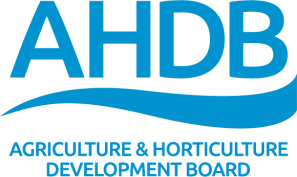 AHDB
AGRICULTURE & HORTICULTURE
DEVELOPMENT BOARD